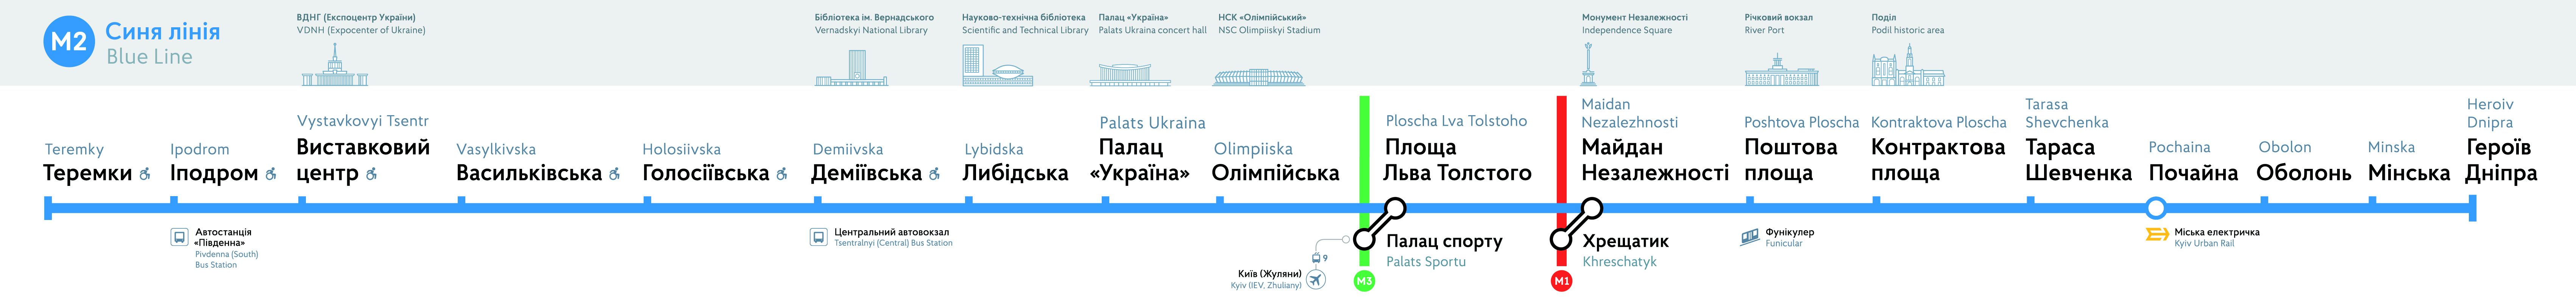 M2
Синя лінія
Blue Line
ВДНГ (Експоцентр України)
VDNH (Expocenter of Ukraine)
Бібліотека ім. Вернадського
Vernadskyi National Library
Науково-технічна бібліотека
Scientific and Technical Library
Палац «Україна»
Palats Ukraina concert hall
НСК «Олімпійський»
NSC Olimpiiskyi Stadium
Монумент Незалежності
Independence Square
Річковий вокзал
River Port
Поділ
Podil historic area
Teremky
Теремки
Ipodrom
Іподром
Vystavkovyi Tsentr
Виставковий
центр
Vasylkivska
Васильківська
Holosiivska
Голосіївська
Demiivska
Деміївська
Lybidska
Либідська
Palats Ukraina
Палац
«Україна»
Olimpiiska
Олімпійська
Ploscha Lva Tolstoho
Площа
Льва Толстого
Maidan
Nezalezhnosti
Майдан
Незалежності
Poshtova Ploscha
Поштова
площа
Kontraktova Ploscha
Контрактова
площа
Tarasa
Shevchenka
Тараса
Шевченка
Pochaina
Почайна
Obolon
Оболонь
Minska
Мінська
Heroiv
Dnipra
Героїв
Дніпра
Автостанція
«Південна»
Pivdenna (South)
Bus Station
Центральний автовокзал
Tsentralnyi (Central) Bus Station
9
Київ (Жуляни)
Kyiv (IEV, Zhuliany)
Палац спорту
Palats Sportu
M3
Хрещатик
Khreschatyk
M1
Фунікулер
Funicular
Міська електричка
Kyiv Urban Rail